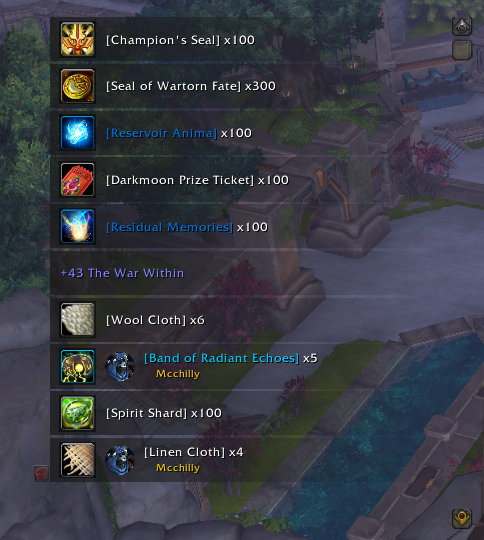 [Champion's Seal] x100
[Seal of Wartorn Fate] x300
[Reservoir Anima] x100
[Darkmoon Prize Ticket] x100
[Residual Memories] x100
+43 The War Within
[Wool Cloth] x6
[Band of Radiant Echoes] x5
Mcchilly
[Spirit Shard] x100
[Linen Cloth] x4
Mcchilly